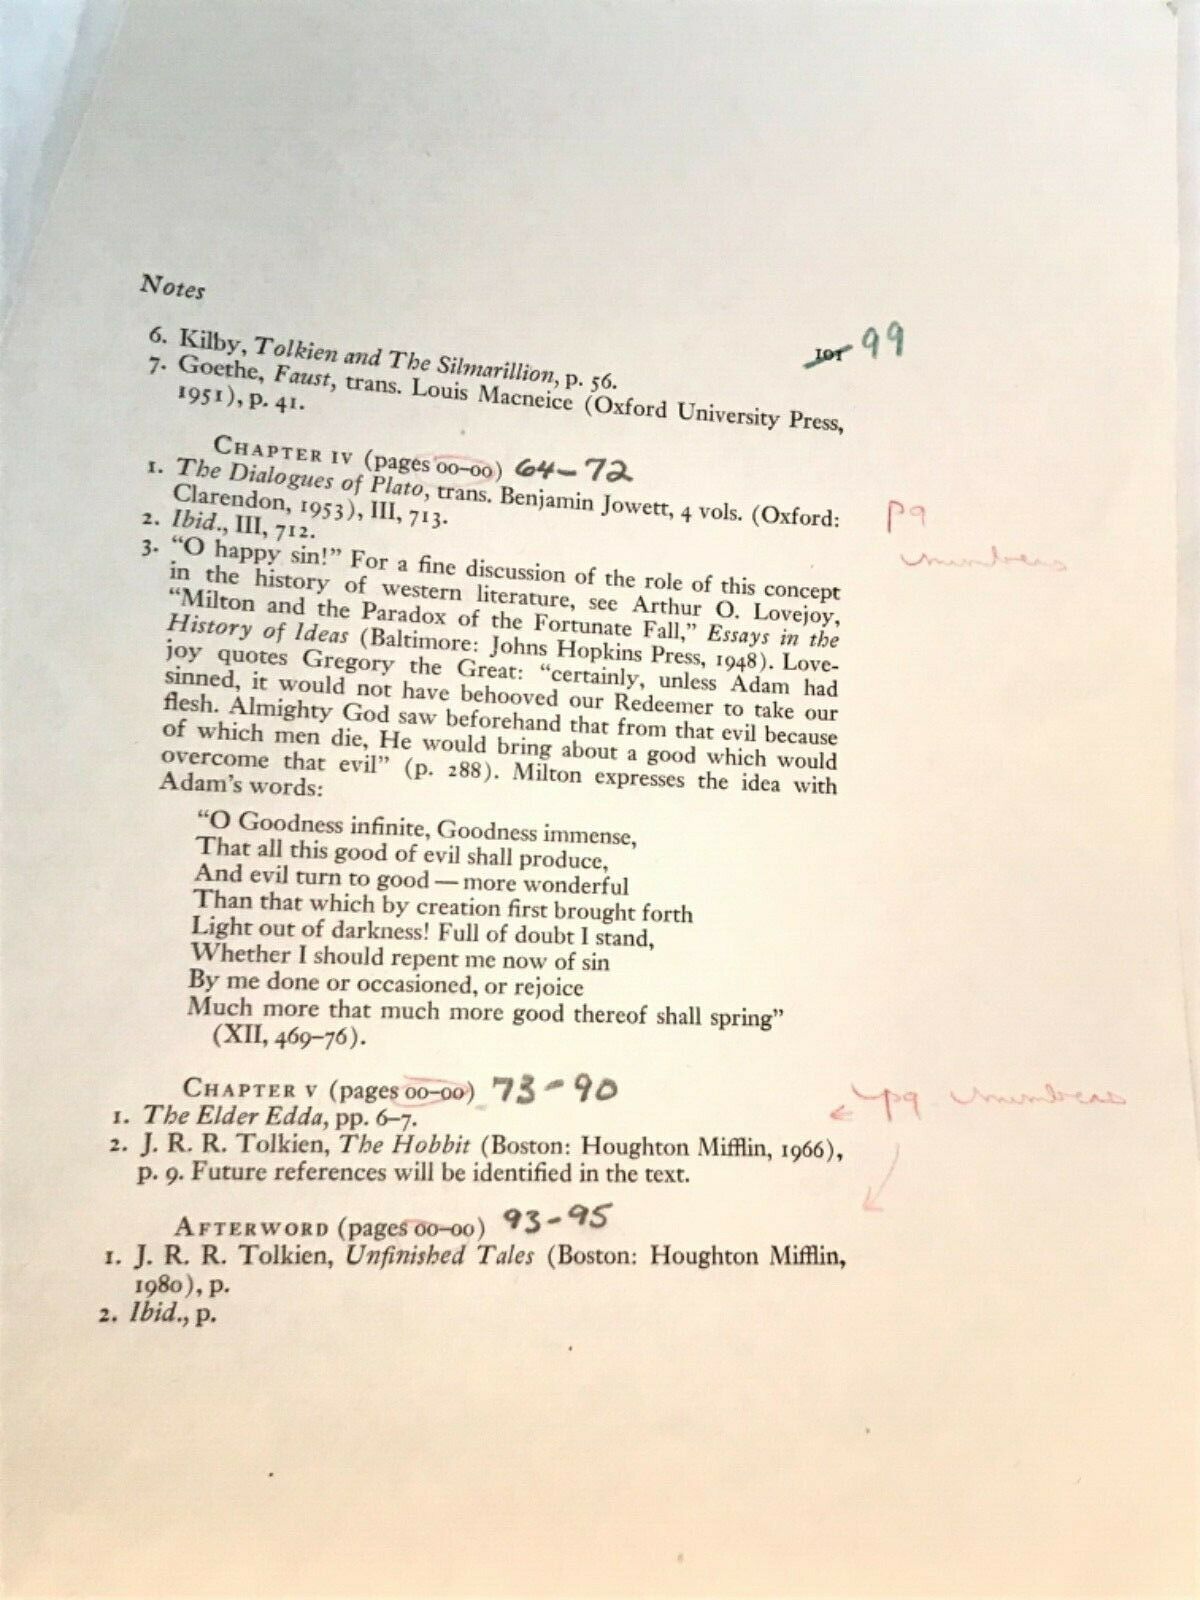 Notes
101 99
6. Kilby, Tolkien and The Silmarillion, p. 56.
7. Goethe, Faust, trans. Louis Macneice (Oxford University Press,
1951), p. 41.
CHAPTER IV (pages 00–00) 64–72
1. The Dialogues of Plato, trans. Benjamin Jowett, 4 vols. (Oxford:
Clarendon, 1953), III, 713.
pg
numbers
2. Ibid., III, 712.
3. “O happy sin!” For a fine discussion of the role of this concept
in the history of western literature, see Arthur O. Lovejoy,
“Milton and the Paradox of the Fortunate Fall,” Essays in the
History of Ideas (Baltimore: Johns Hopkins Press, 1948). Love-
joy quotes Gregory the Great: “certainly, unless Adam had
sinned, it would not have behooved our Redeemer to take our
flesh. Almighty God saw beforehand that from that evil because
of which men die, He would bring about a good which would
overcome that evil” (p. 288). Milton expresses the idea with
Adam’s words:
“O Goodness infinite, Goodness immense,
That all this good of evil shall produce,
And evil turn to good — more wonderful
Than that which by creation first brought forth
Light out of darkness! Full of doubt I stand,
Whether I should repent me now of sin
By me done or occasioned, or rejoice
Much more that much more good thereof shall spring”
(XII, 469–76).
CHAPTER V (pages 00–00) 73–90
pg numbers
1. The Elder Edda, pp. 6–7.
2. J. R. R. Tolkien, The Hobbit (Boston: Houghton Mifflin, 1966),
p. 9. Future references will be identified in the text.
AFTERWORD (pages 00–00) 93–95
1. J. R. R. Tolkien, Unfinished Tales (Boston: Houghton Mifflin,
1980), p.
2. Ibid., p.